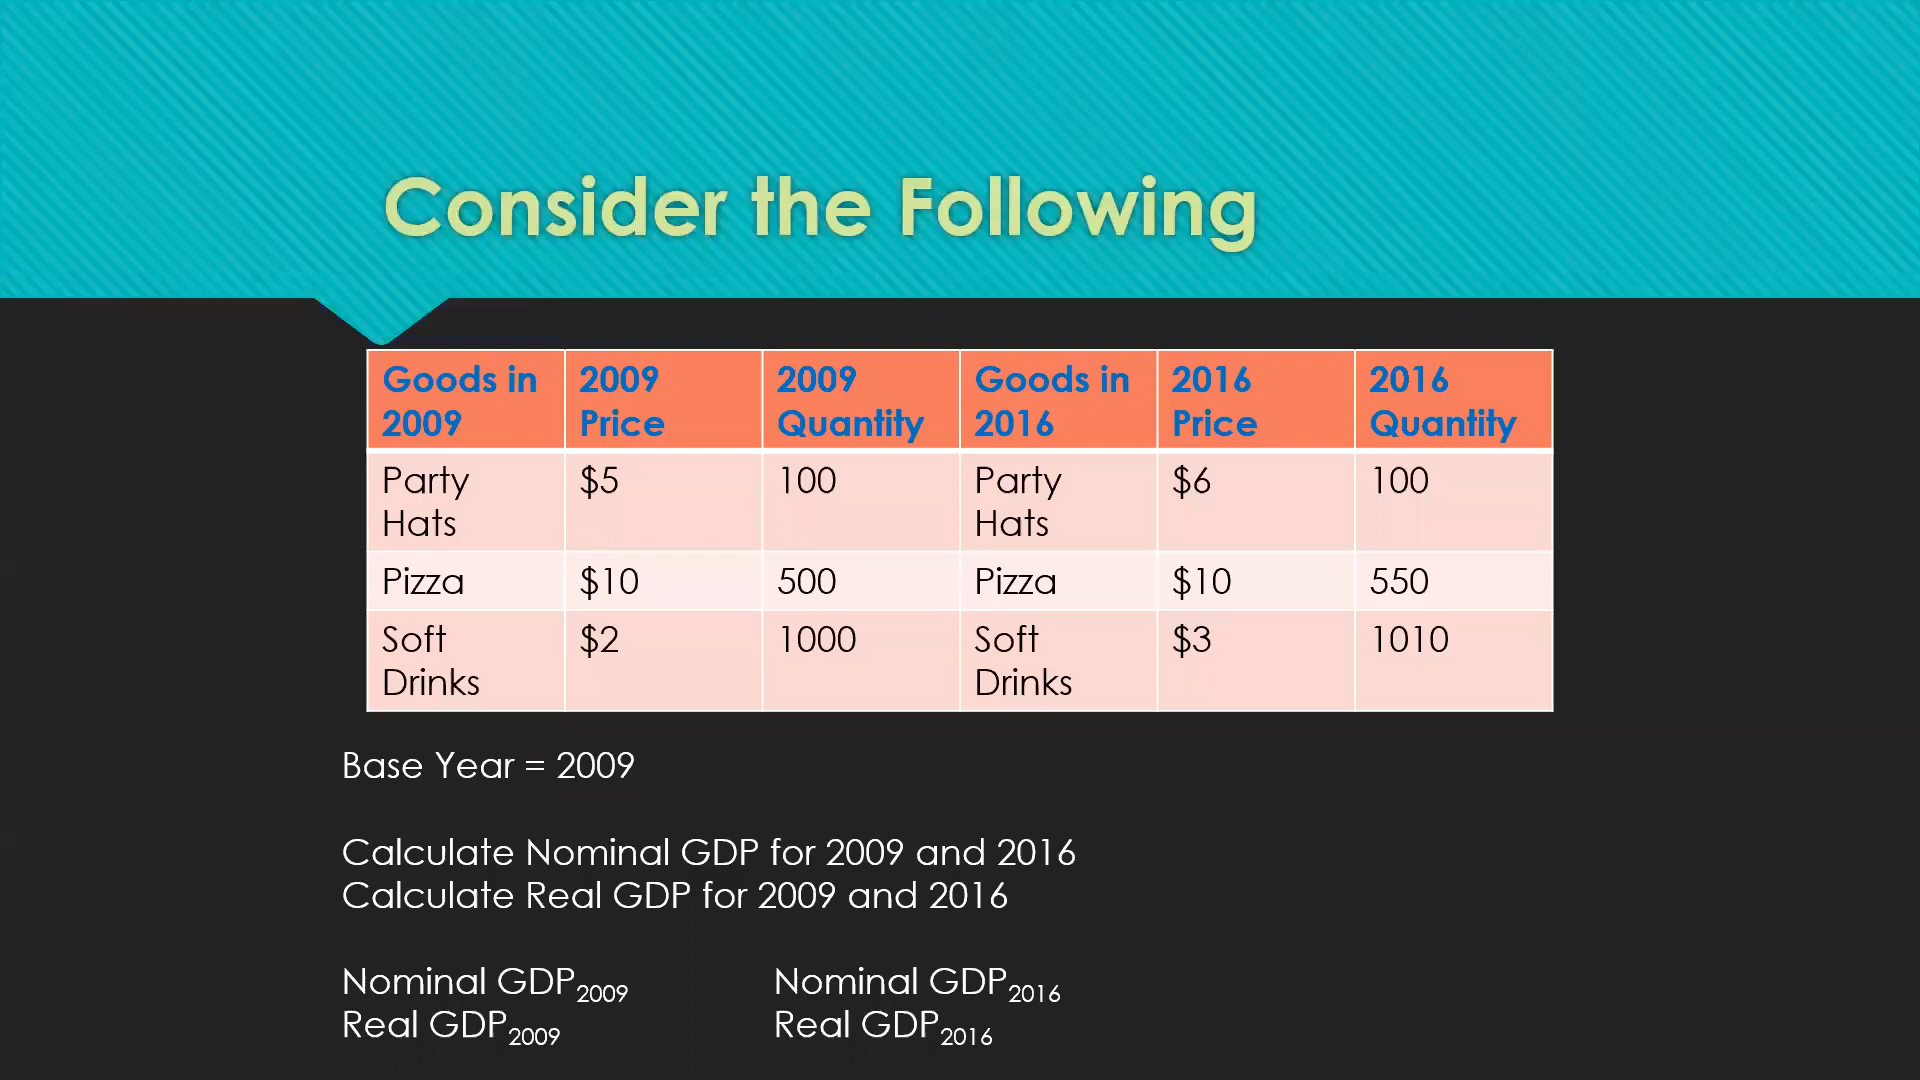 Consider the Following
Goods in 2009 | 2009 Price | 2009 Quantity | Goods in 2016 | 2016 Price | 2016 Quantity
Party Hats | $5 | 100 | Party Hats | $6 | 100
Pizza | $10 | 500 | Pizza | $10 | 550
Soft Drinks | $2 | 1000 | Soft Drinks | $3 | 1010
Base Year = 2009
Calculate Nominal GDP for 2009 and 2016
Calculate Real GDP for 2009 and 2016
Nominal GDP2009 Nominal GDP2016
Real GDP2009 Real GDP2016